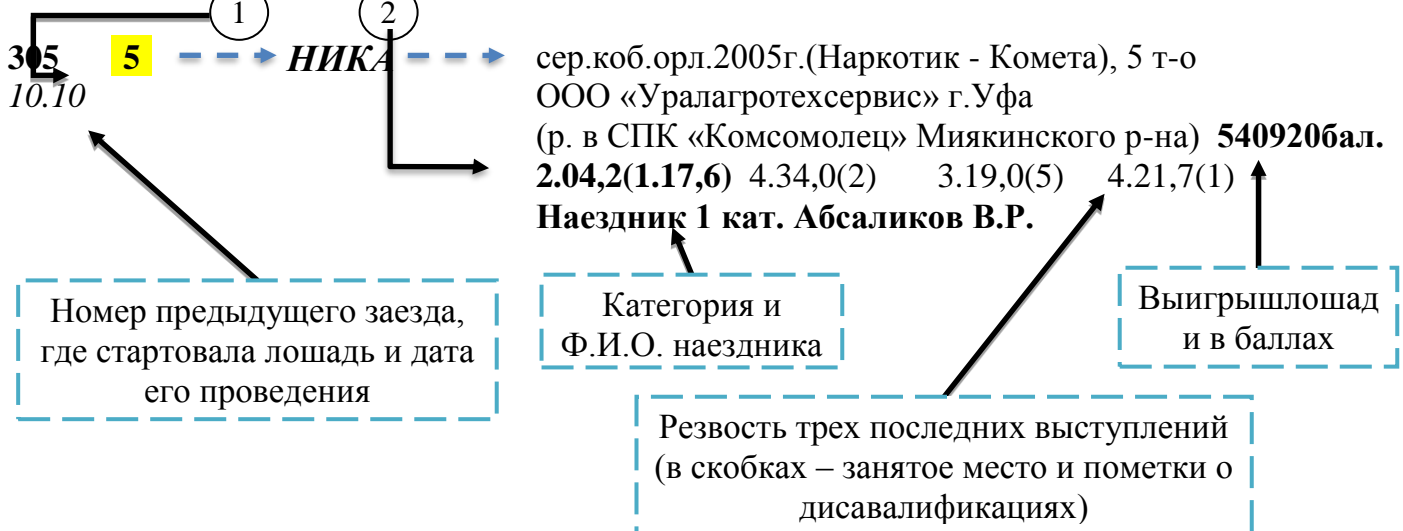 1 2
305 5 НИКА сер.коб.орл.2005г.(Наркотик - Комета), 5 т-о
10.10 ООО «Уралагротехсервис» г.Уфа
(р. в СПК «Комсомолец» Миякинского р-на) 540920бал.
2.04,2(1.17,6) 4.34,0(2) 3.19,0(5) 4.21,7(1)
Наездник 1 кат. Абсаликов В.Р.
Номер предыдущего заезда,
где стартовала лошадь и дата
его проведения
Категория и
Ф.И.О. наездника
Выигрышлошад
и в баллах
Резвость трех последних выступлений
(в скобках – занятое место и пометки о
дисавалификациях)